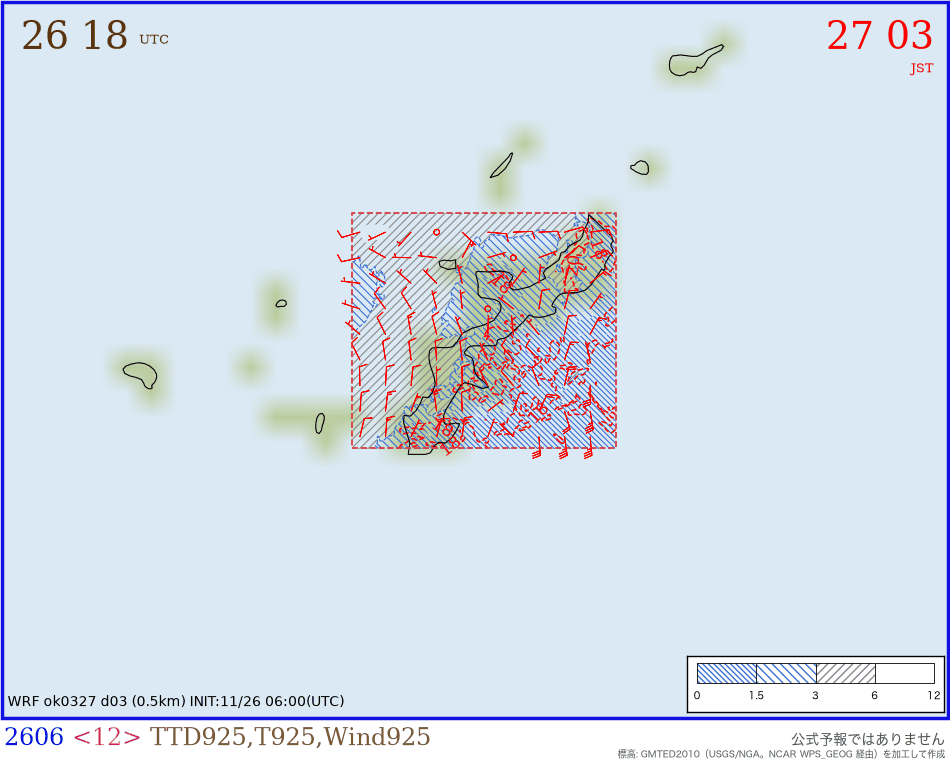 26 18 UTC
27 03
JST
18
18
WRF ok0327 d03 (0.5km) INIT:11/26 06:00(UTC)
0 1.5 3 6 12
2606 <12> TTD925,T925,Wind925
公式予報ではありません
標高: GMTED2010（USGS/NGA。NCAR WPS_GEOG 経由）を加工して作成